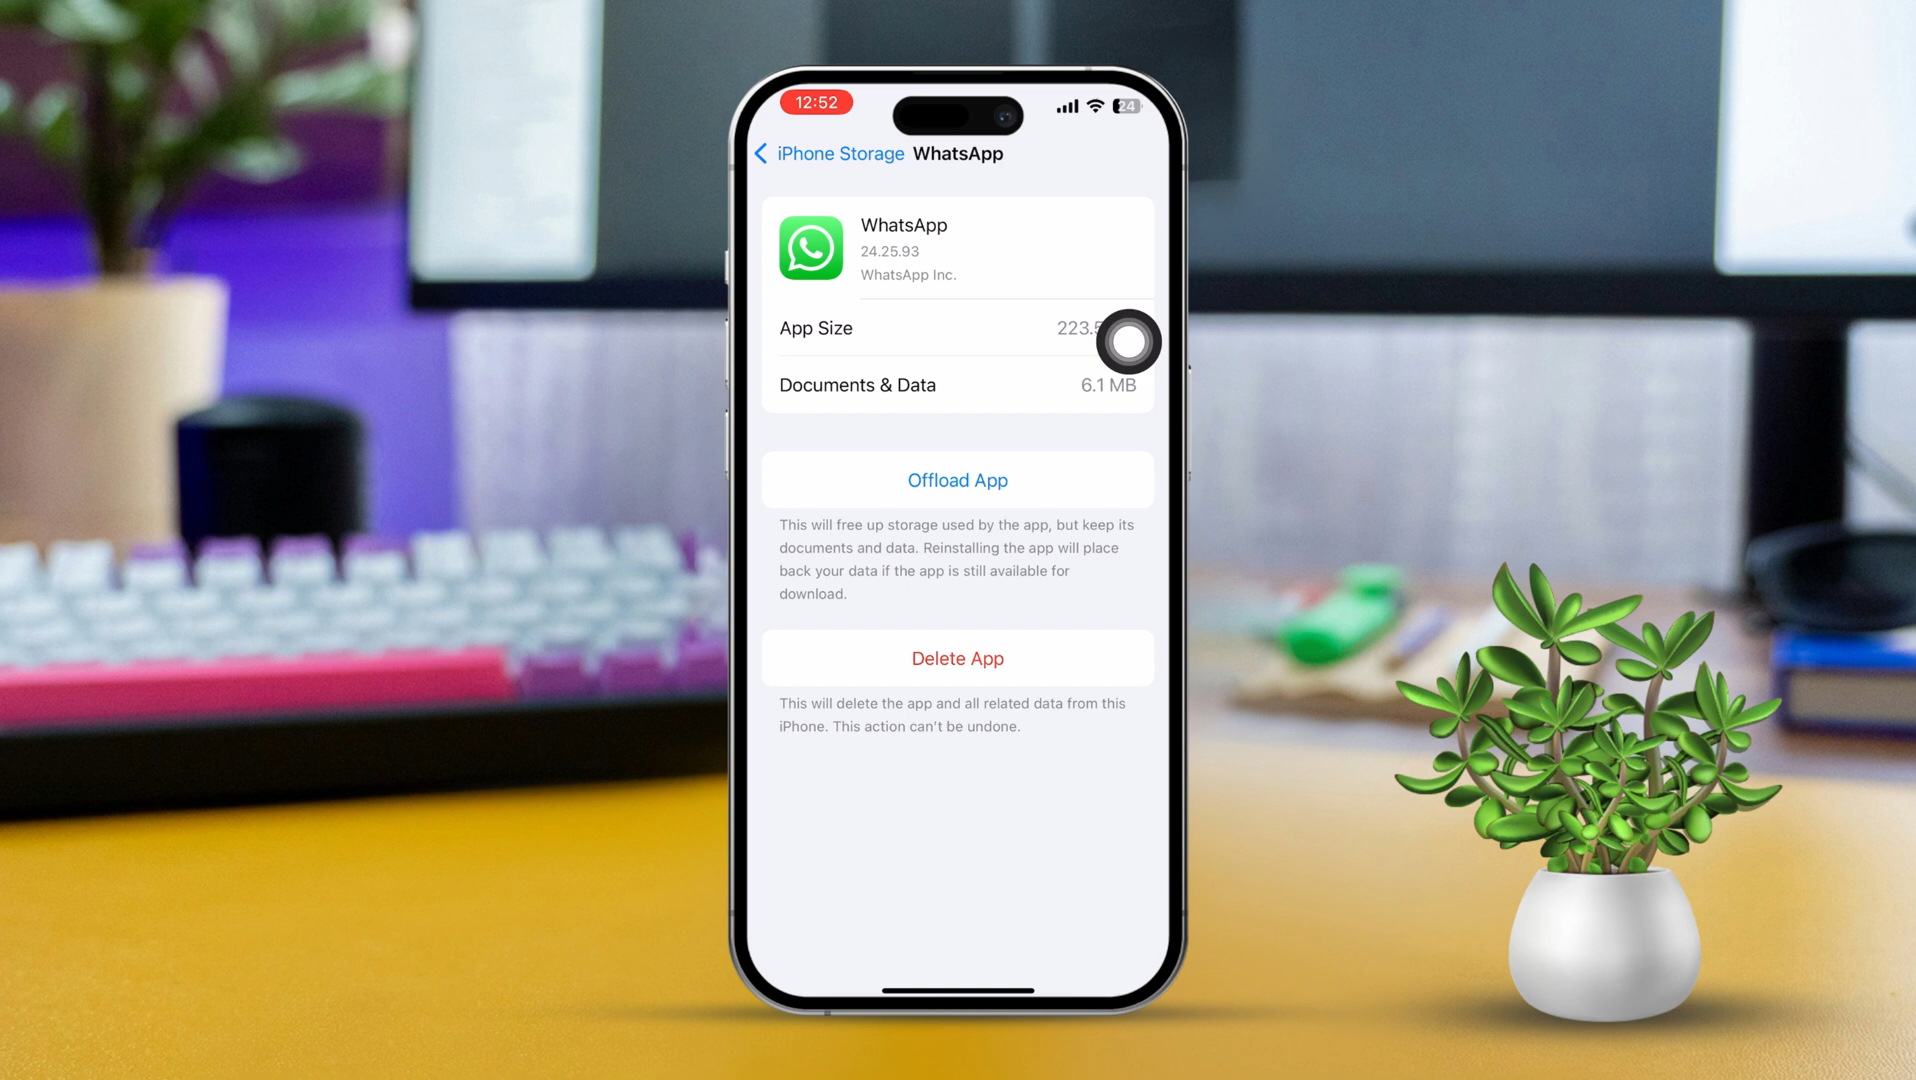 12:52
24
iPhone Storage WhatsApp
WhatsApp
24.25.93
WhatsApp Inc.
App Size
Documents & Data 6.1 MB
Offload App
This will free up storage used by the app, but keep its
documents and data. Reinstalling the app will place
back your data if the app is still available for
download.
Delete App
This will delete the app and all related data from this
iPhone. This action can't be undone.